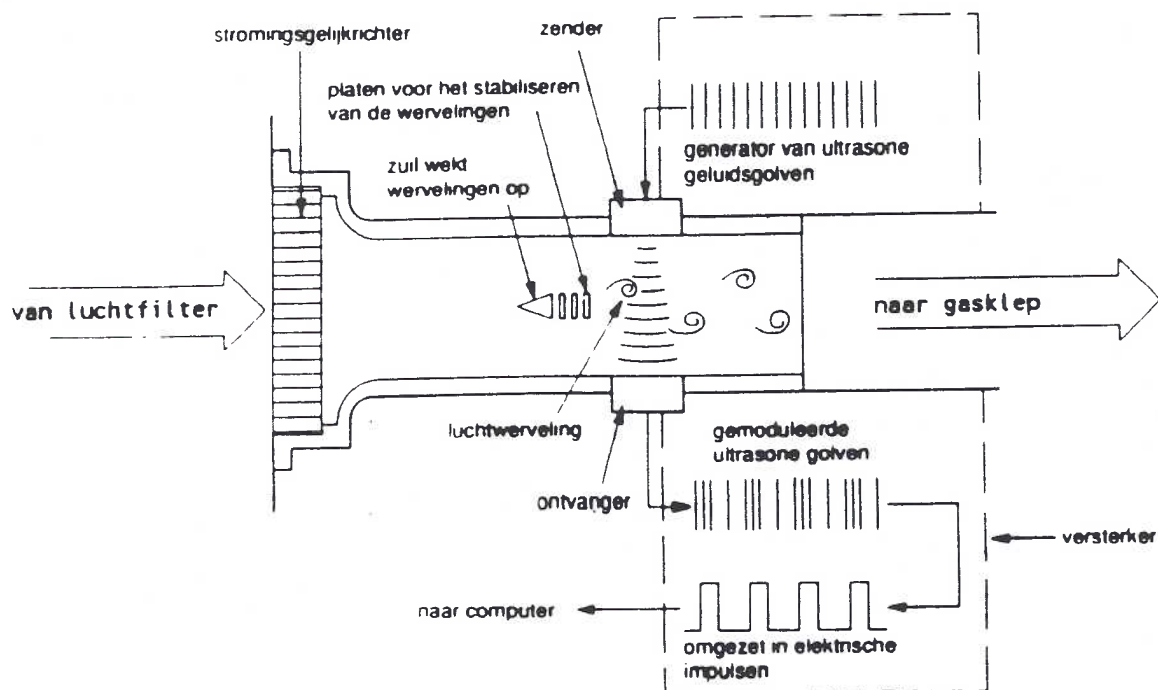 stromingsgelijkrichter
zender
platen voor het stabiliseren
van de wervelingen
generator van ultrasone
geluidsgolven
zuil wekt
wervelingen op
van luchtfilter
naar gasklep
luchtwerveling
gemoduleerde
ultrasone golven
ontvanger
versterker
naar computer
omgezet in elektrische
impulsen